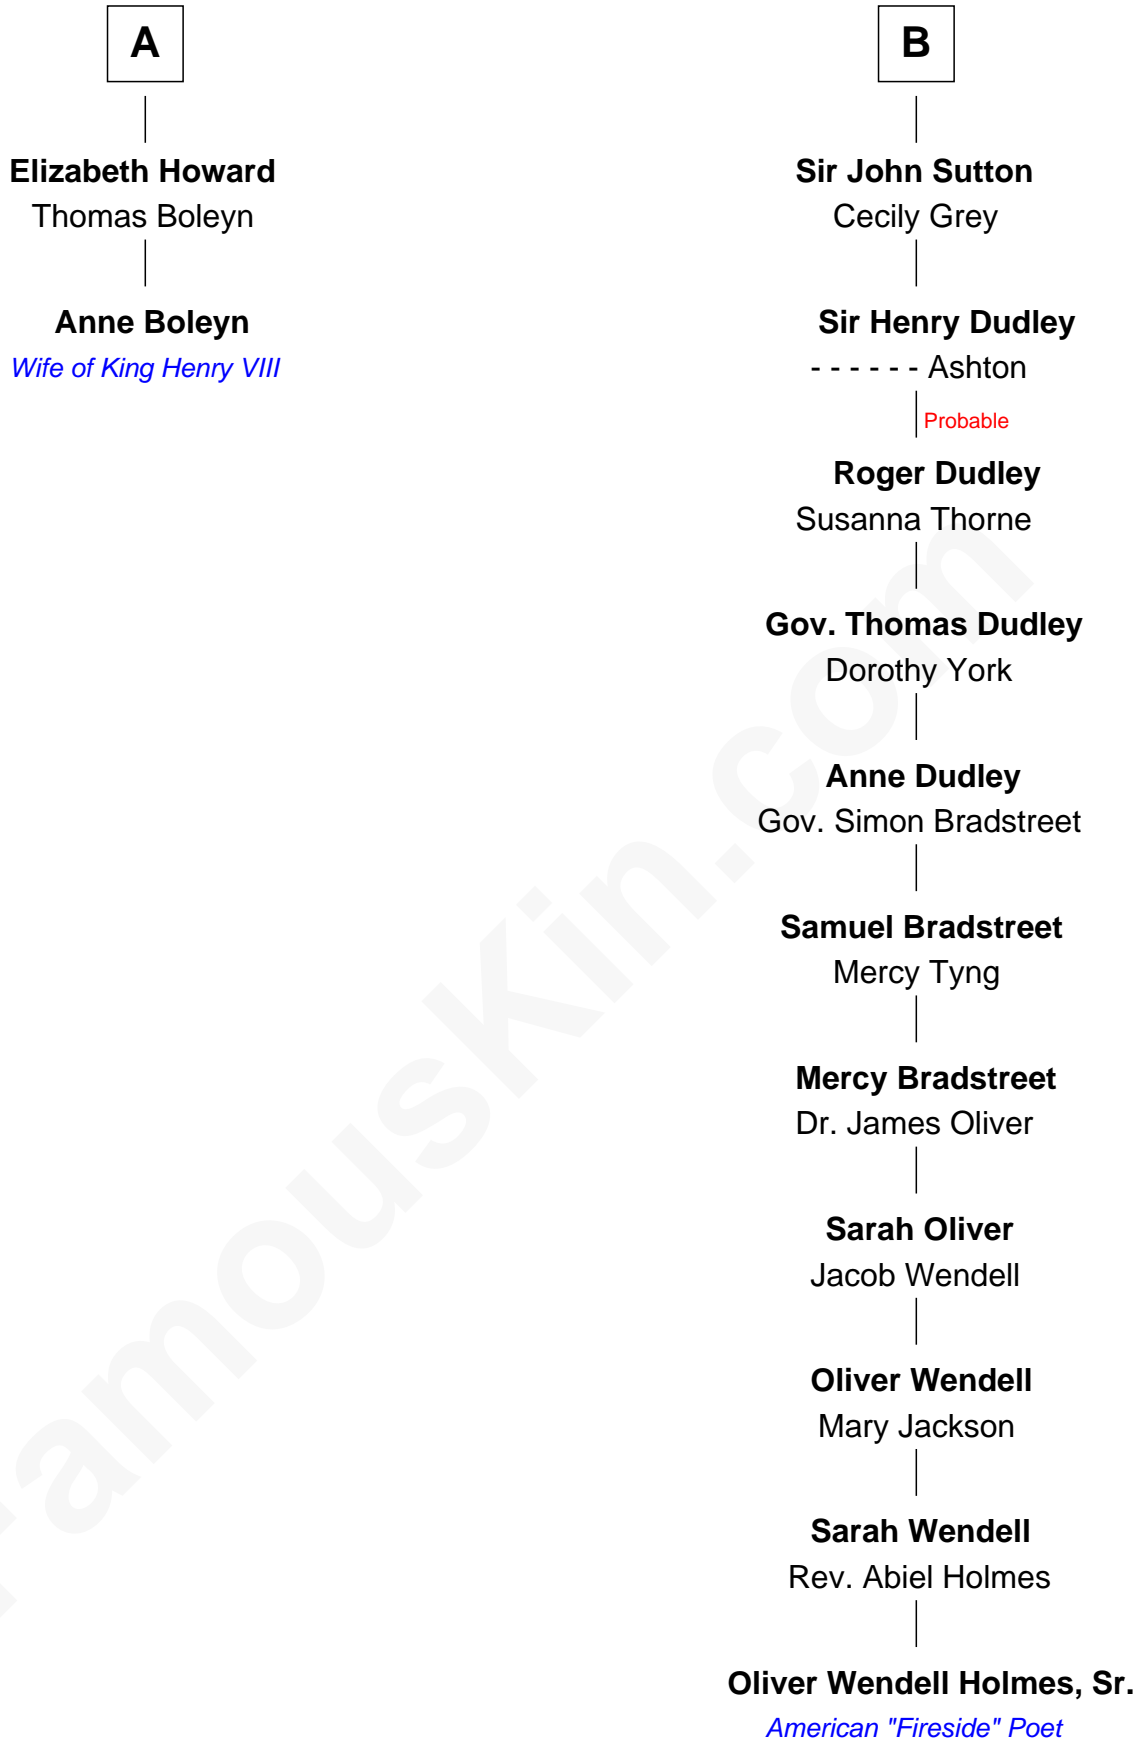 A
Elizabeth Howard
Thomas Boleyn
Anne Boleyn
Wife of King Henry VIII
B
Sir John Sutton
Cecily Grey
Sir Henry Dudley
- - - - - - Ashton
Probable
Roger Dudley
Susanna Thorne
Gov. Thomas Dudley
Dorothy York
Anne Dudley
Gov. Simon Bradstreet
Samuel Bradstreet
Mercy Tyng
Mercy Bradstreet
Dr. James Oliver
Sarah Oliver
Jacob Wendell
Oliver Wendell
Mary Jackson
Sarah Wendell
Rev. Abiel Holmes
Oliver Wendell Holmes, Sr.
American "Fireside" Poet
FamousKin.com